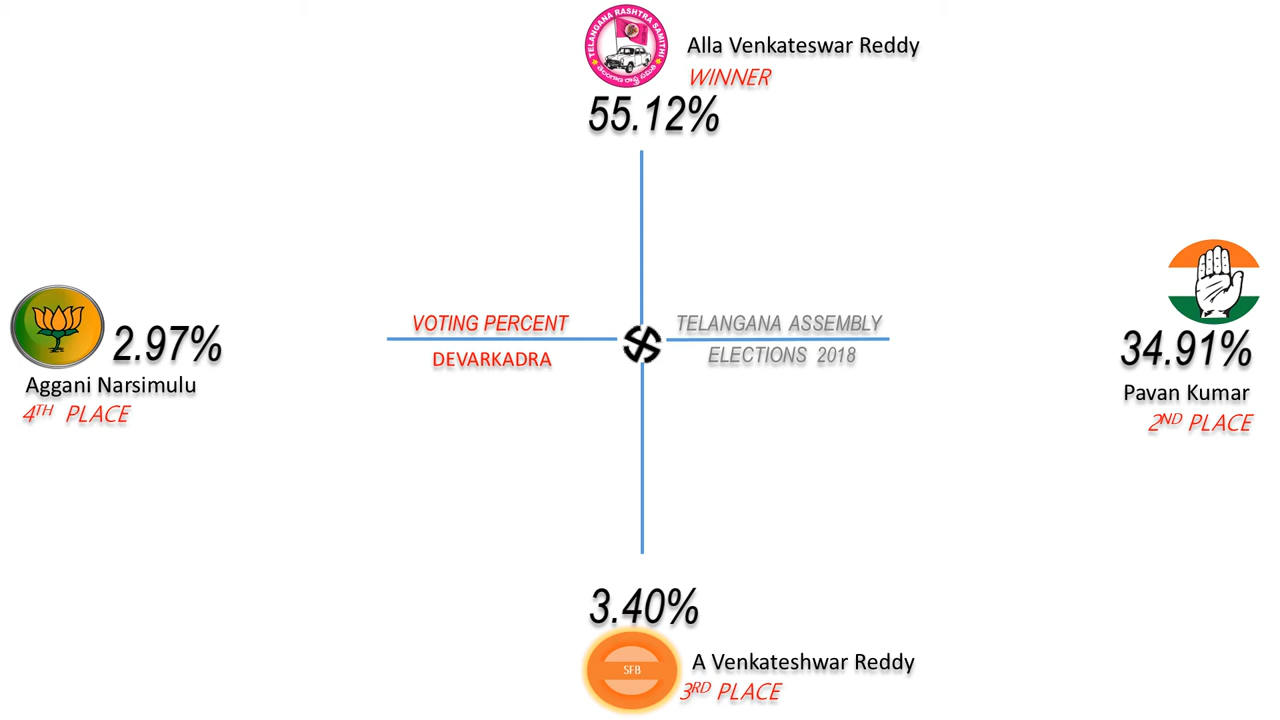 TELANGANA RASHTRA SAMITHI
తెలంగాణ రాష్ట్ర సమితి
Alla Venkateswar Reddy
WINNER
55.12%
VOTING PERCENT
DEVARKADRA
TELANGANA ASSEMBLY
ELECTIONS 2018
2.97%
Aggani Narsimulu
4TH PLACE
34.91%
Pavan Kumar
2ND PLACE
3.40%
SFB
A Venkateshwar Reddy
3RD PLACE